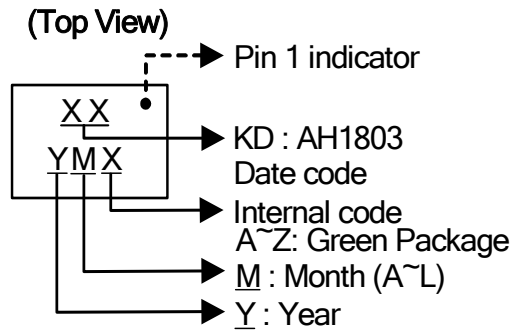 (Top View)
Pin 1 indicator
XX
KD : AH1803
YMX
Date code
Internal code
A~Z: Green Package
M : Month (A~L)
Y : Year